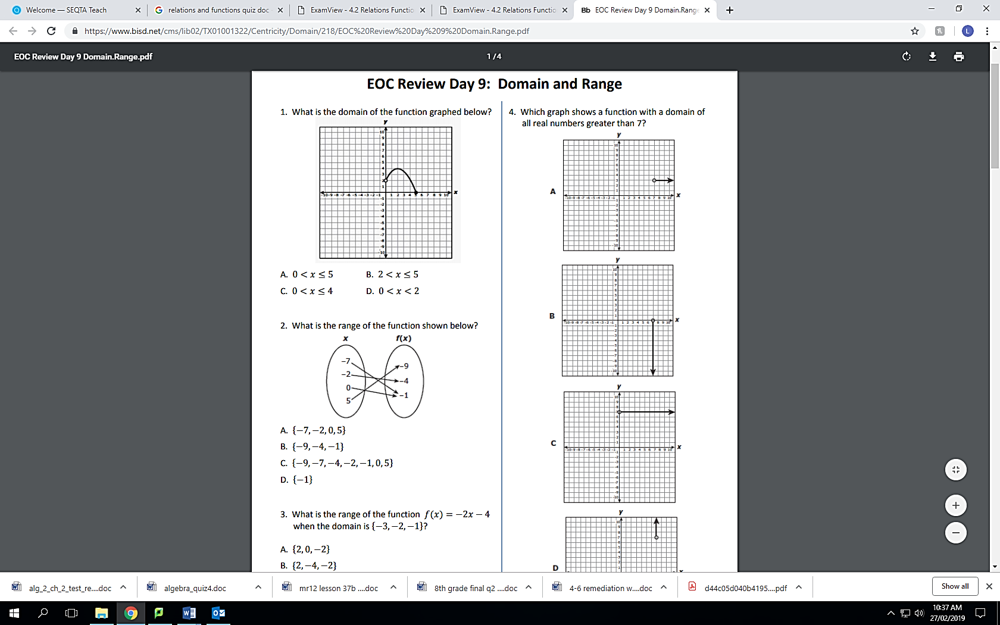 Welcome — SEQTA Teach
relations and functions quiz doc
ExamView - 4.2 Relations Functio
ExamView - 4.2 Relations Functio
Bb EOC Review Day 9 Domain.Range
https://www.bisd.net/cms/lib02/TX01001322/Centricity/Domain/218/EOC%20Review%20Day%209%20Domain.Range.pdf
L
EOC Review Day 9 Domain.Range.pdf
1 / 4
EOC Review Day 9: Domain and Range
1. What is the domain of the function graphed below?
y
x
A. 0 < x ≤ 5
B. 2 < x ≤ 5
C. 0 < x ≤ 4
D. 0 < x < 2
2. What is the range of the function shown below?
x f(x)
−7
−2
0
5
−9
−4
−1
A. {−7, −2, 0, 5}
B. {−9, −4, −1}
C. {−9, −7, −4, −2, −1, 0, 5}
D. {−1}
3. What is the range of the function f(x) = −2x − 4
when the domain is {−3, −2, −1}?
A. {2, 0, −2}
B. {2, −4, −2}
4. Which graph shows a function with a domain of
all real numbers greater than 7?
y
A
x
y
B
x
y
C
x
y
D
alg_2_ch_2_test_re....doc
algebra_quiz4.doc
mr12 lesson 37b ....doc
8th grade final q2 ....doc
4-6 remediation w....doc
d44c05d040b4195....pdf
Show all
10:37 AM
27/02/2019